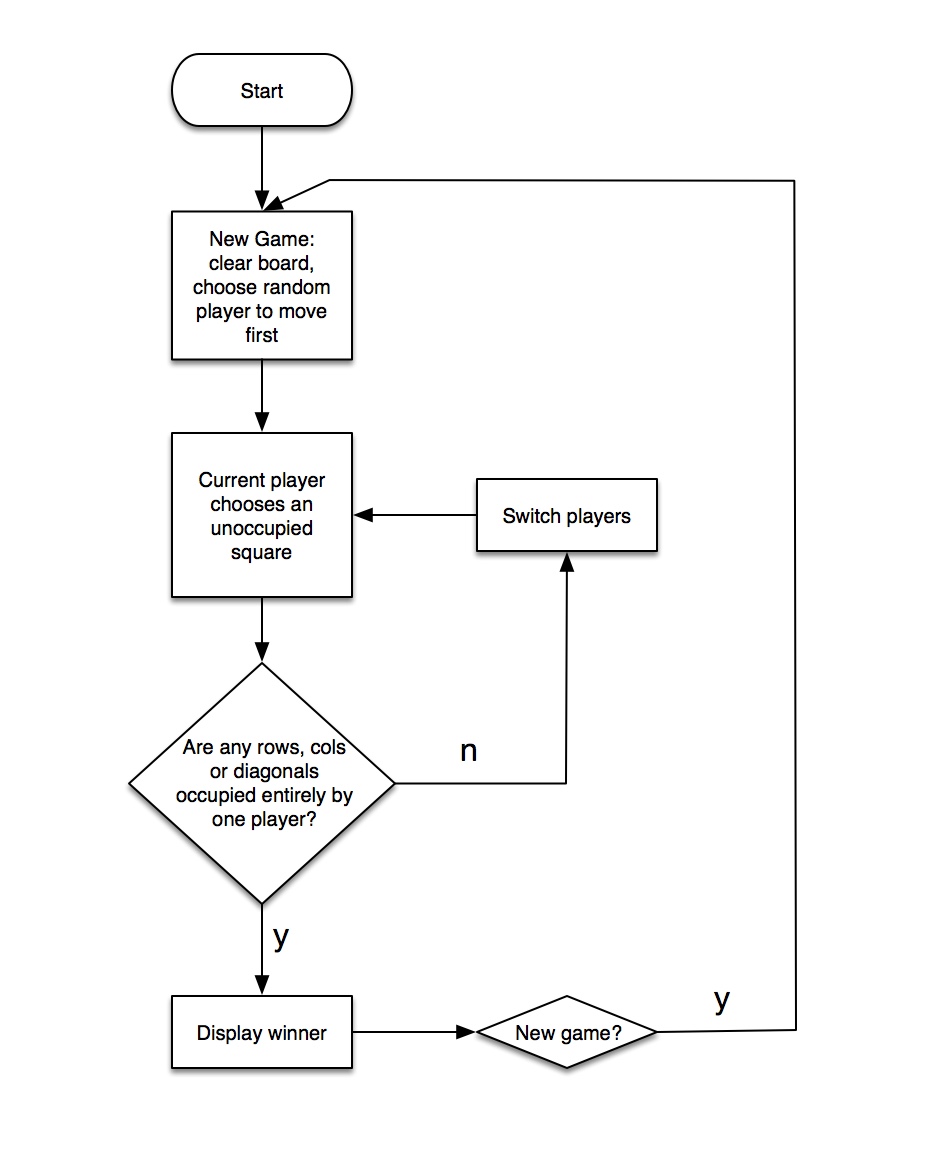 Start
New Game:
clear board,
choose random
player to move
first
Current player
chooses an
unoccupied
square
Switch players
Are any rows, cols
or diagonals
occupied entirely by
one player?
n
y
Display winner
New game?
y